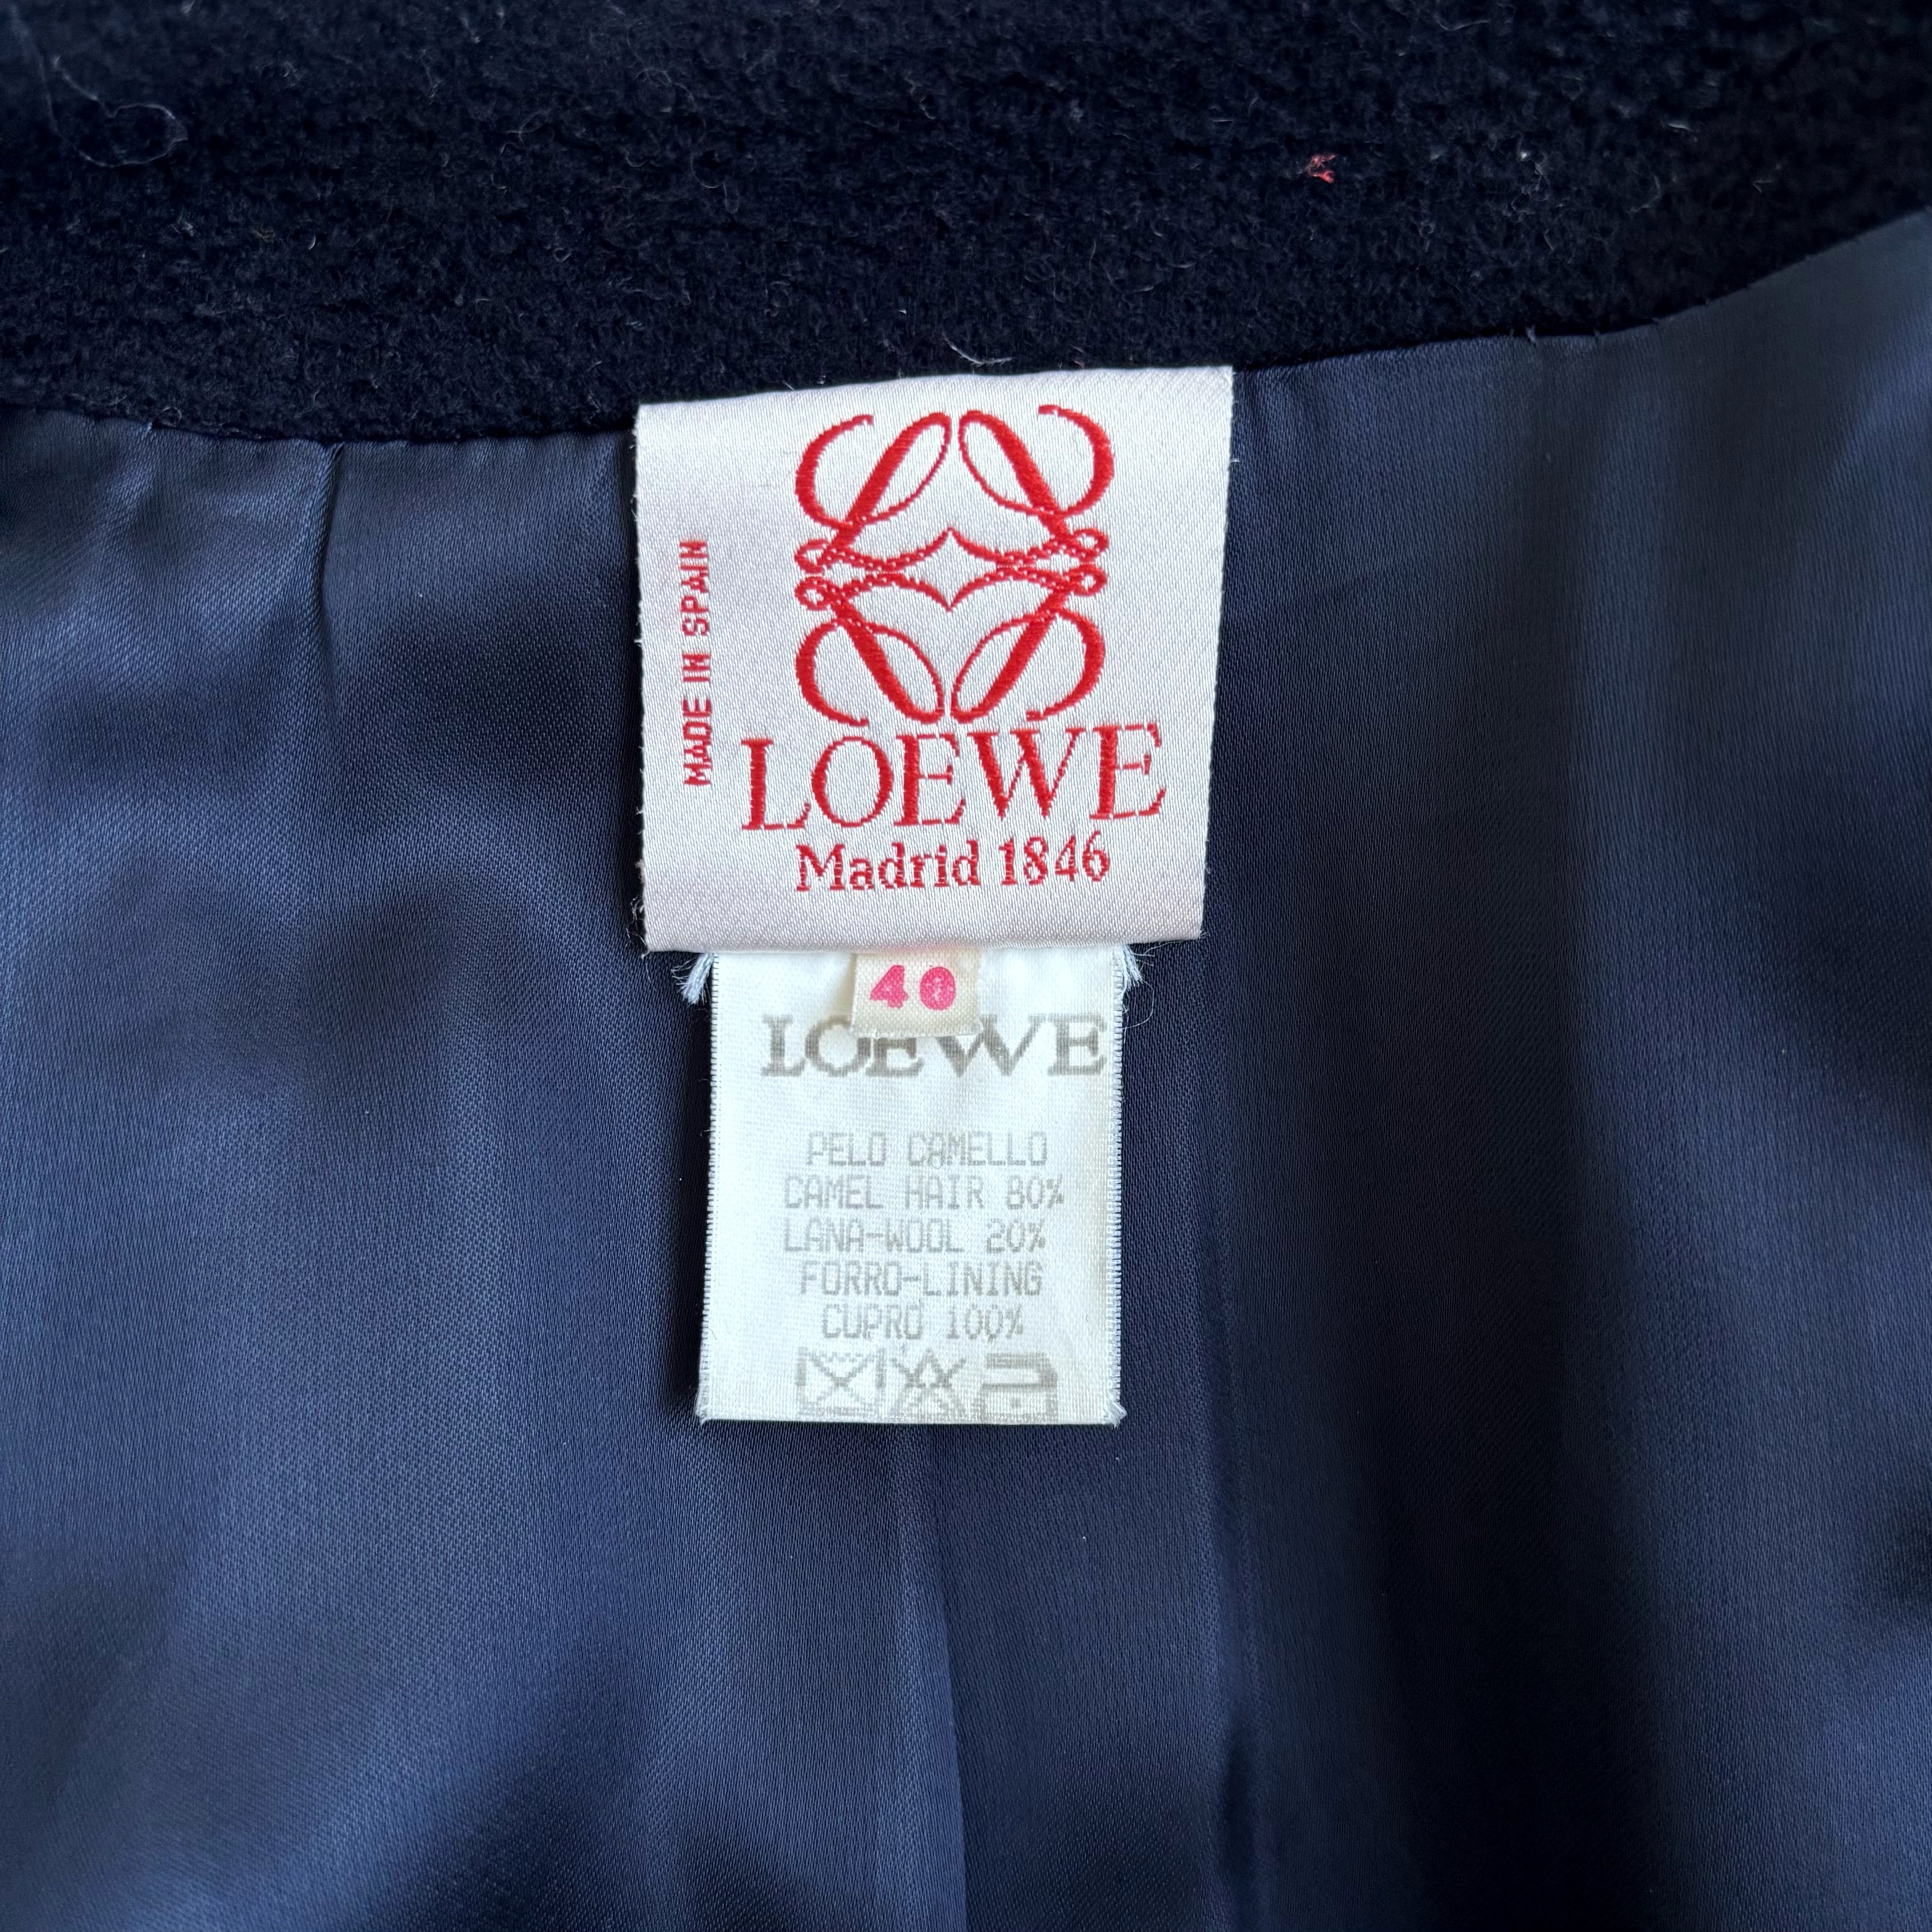 MADE IN SPAIN
LOEWE
Madrid 1846
40
LOEWE
PELO CAMELLO
CAMEL HAIR 80%
LANA-WOOL 20%
FORRO-LINING
CUPRO 100%